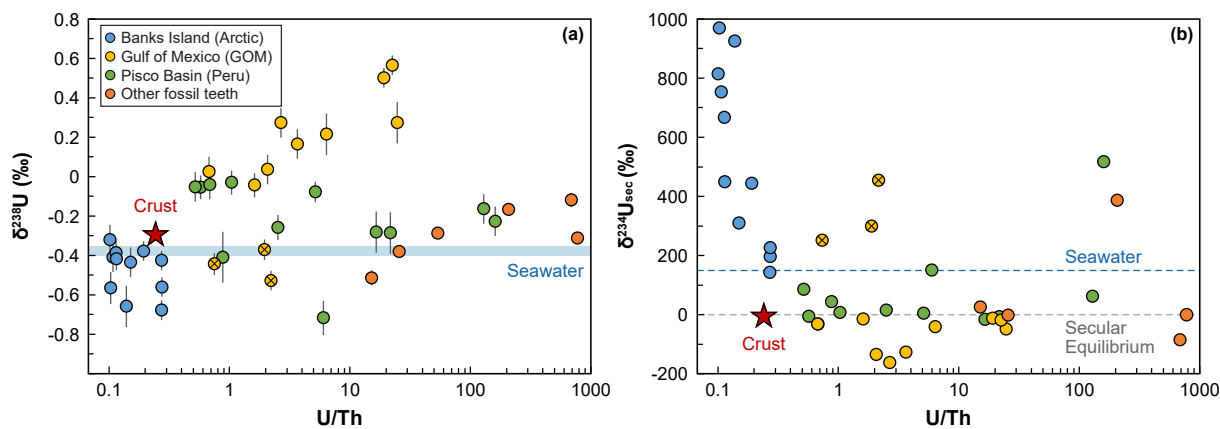 0.8
0.6
0.4
0.2
0
-0.2
-0.4
-0.6
-0.8
δ²³⁸U (‰)
Banks Island (Arctic)
Gulf of Mexico (GOM)
Pisco Basin (Peru)
Other fossil teeth
(a)
Crust
Seawater
0.1 1 10 100 1000
U/Th
1000
800
600
400
200
0
-200
δ²³⁴Usec (‰)
(b)
Seawater
Crust
Secular
Equilibrium
0.1 1 10 100 1000
U/Th